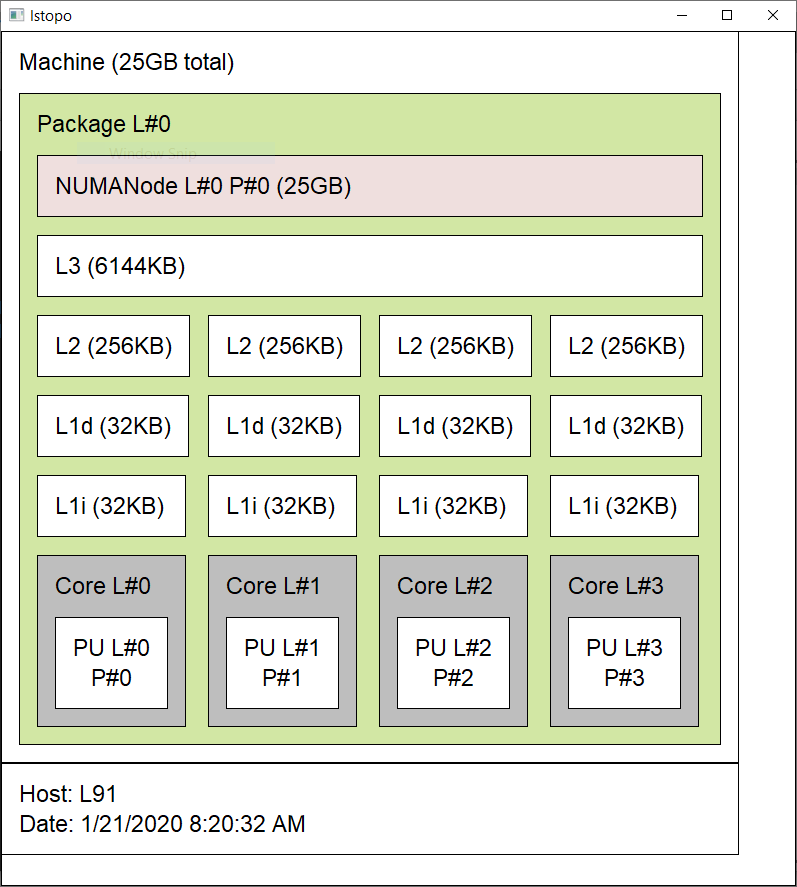 lstopo
Machine (25GB total)
Package L#0
Window Snip
NUMANode L#0 P#0 (25GB)
L3 (6144KB)
L2 (256KB) L2 (256KB) L2 (256KB) L2 (256KB)
L1d (32KB) L1d (32KB) L1d (32KB) L1d (32KB)
L1i (32KB) L1i (32KB) L1i (32KB) L1i (32KB)
Core L#0 Core L#1 Core L#2 Core L#3
PU L#0 PU L#1 PU L#2 PU L#3
P#0 P#1 P#2 P#3
Host: L91
Date: 1/21/2020 8:20:32 AM